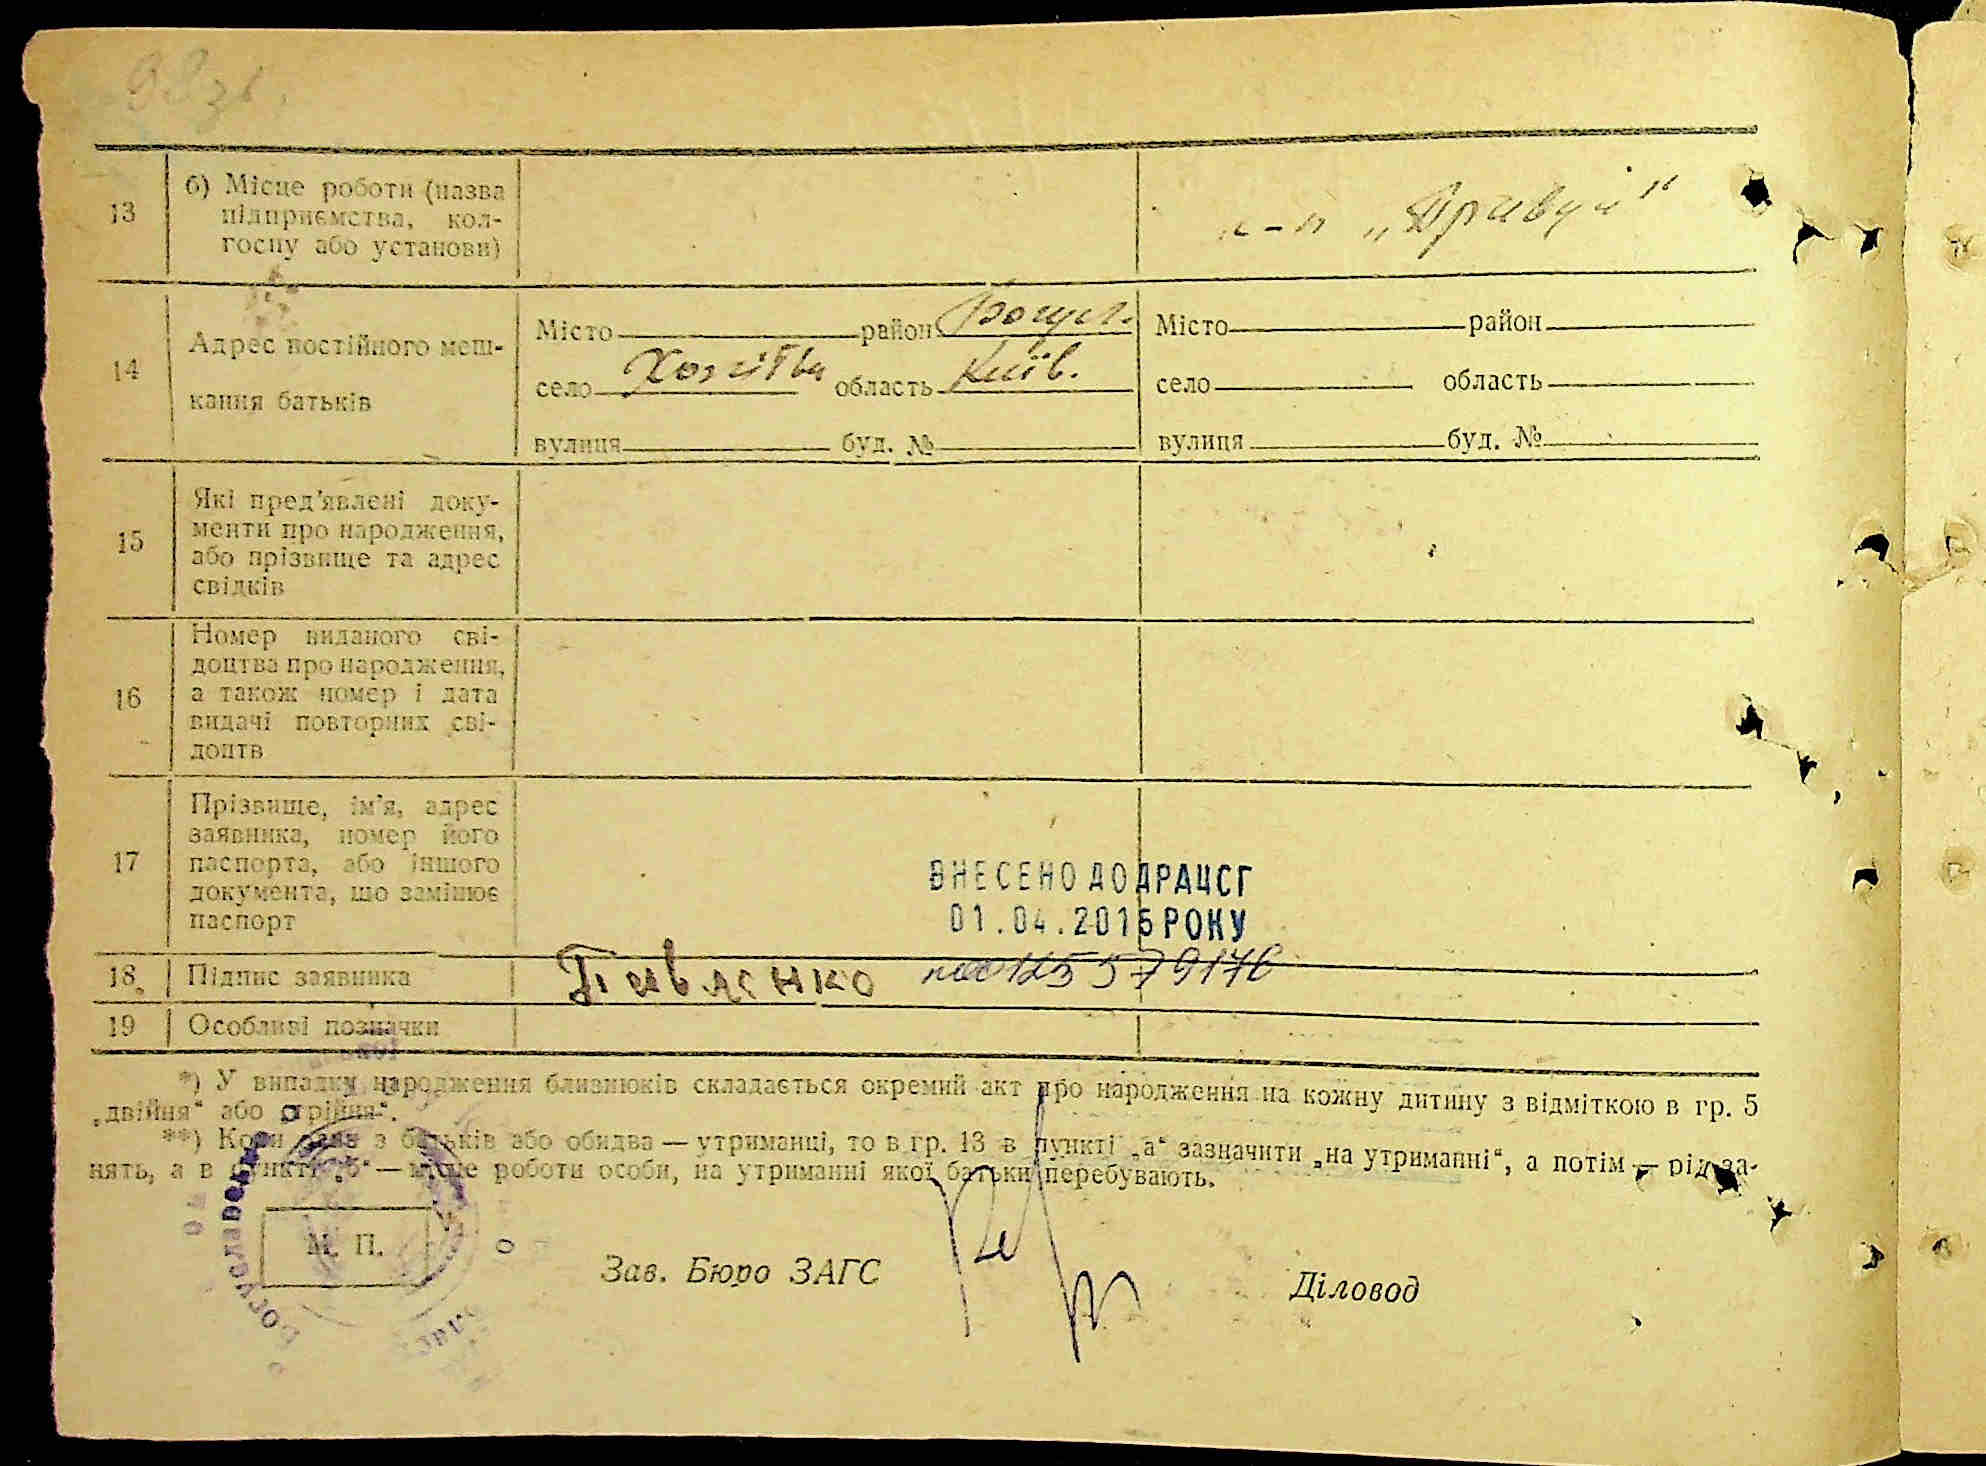 98 зв.
13
б) Місце роботи (назва
підприємства, кол-
госпу або установи)
к-п „Привуй"
14
Адрес постійного меш-
кання батьків
Місто район Богусл.
село область Київ.
вулиця буд. №
Місто район
село область
вулиця буд. №
15
Які пред'явлені доку-
менти про народження,
або прізвище та адрес
свідків
16
Номер виданого сві-
доцтва про народження,
а також номер і дата
видачі повторних сві-
доцтв
17
Прізвище, ім'я, адрес
заявника, номер його
паспорта, або іншого
документа, що замінює
паспорт
ВНЕСЕНО ДО ДРАЦСГ
01.04.2015 РОКУ
18 Підпис заявника Павленко
19 Особливі позначки
*) У випадку народження близнюків складається окремий акт про народження на кожну дитину з відміткою в гр. 5
„двійня" або „трійня".
**) Коли один з батьків або обидва — утриманці, то в гр. 13 в пункті „а" зазначити „на утриманні", а потім — рід за-
нять, а в пункті „б" — місце роботи особи, на утриманні якої батьки перебувають.
М. П.
Зав. Бюро ЗАГС
Діловод